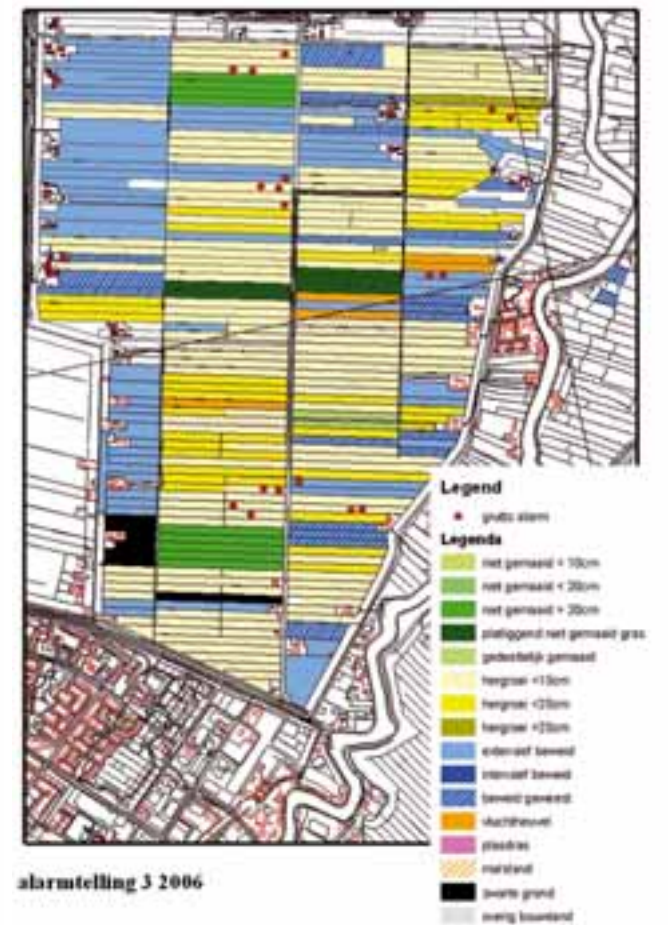 Legend
grutto alarm
Legenda
niet gemaaid < 10cm
niet gemaaid < 20cm
niet gemaaid > 20cm
platliggend niet gemaaid gras
gedeeltelijk gemaaid
hergroei <10cm
hergroei <20cm
hergroei >20cm
extensief beweid
intensief beweid
beweid geweest
vluchtheuvel
plasdras
maisland
zwarte grond
overig bouwland
alarmtelling 3 2006